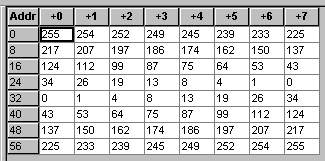 Addr +0 +1 +2 +3 +4 +5 +6 +7
0 255 254 252 249 245 239 233 225
8 217 207 197 186 174 162 150 137
16 124 112 99 87 75 64 53 43
24 34 26 19 13 8 4 1 0
32 0 1 4 8 13 19 26 34
40 43 53 64 75 87 99 112 124
48 137 150 162 174 186 197 207 217
56 225 233 239 245 249 252 254 255